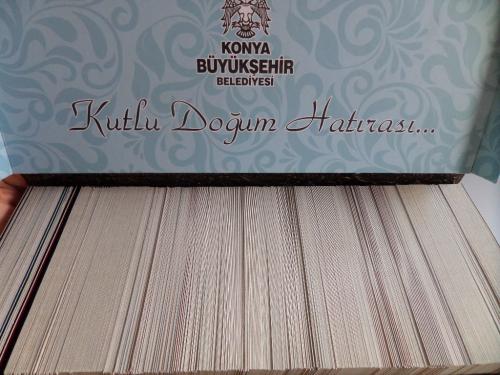 KONYA
BÜYÜKŞEHİR
BELEDİYESİ
Kutlu Doğum Hatırası...